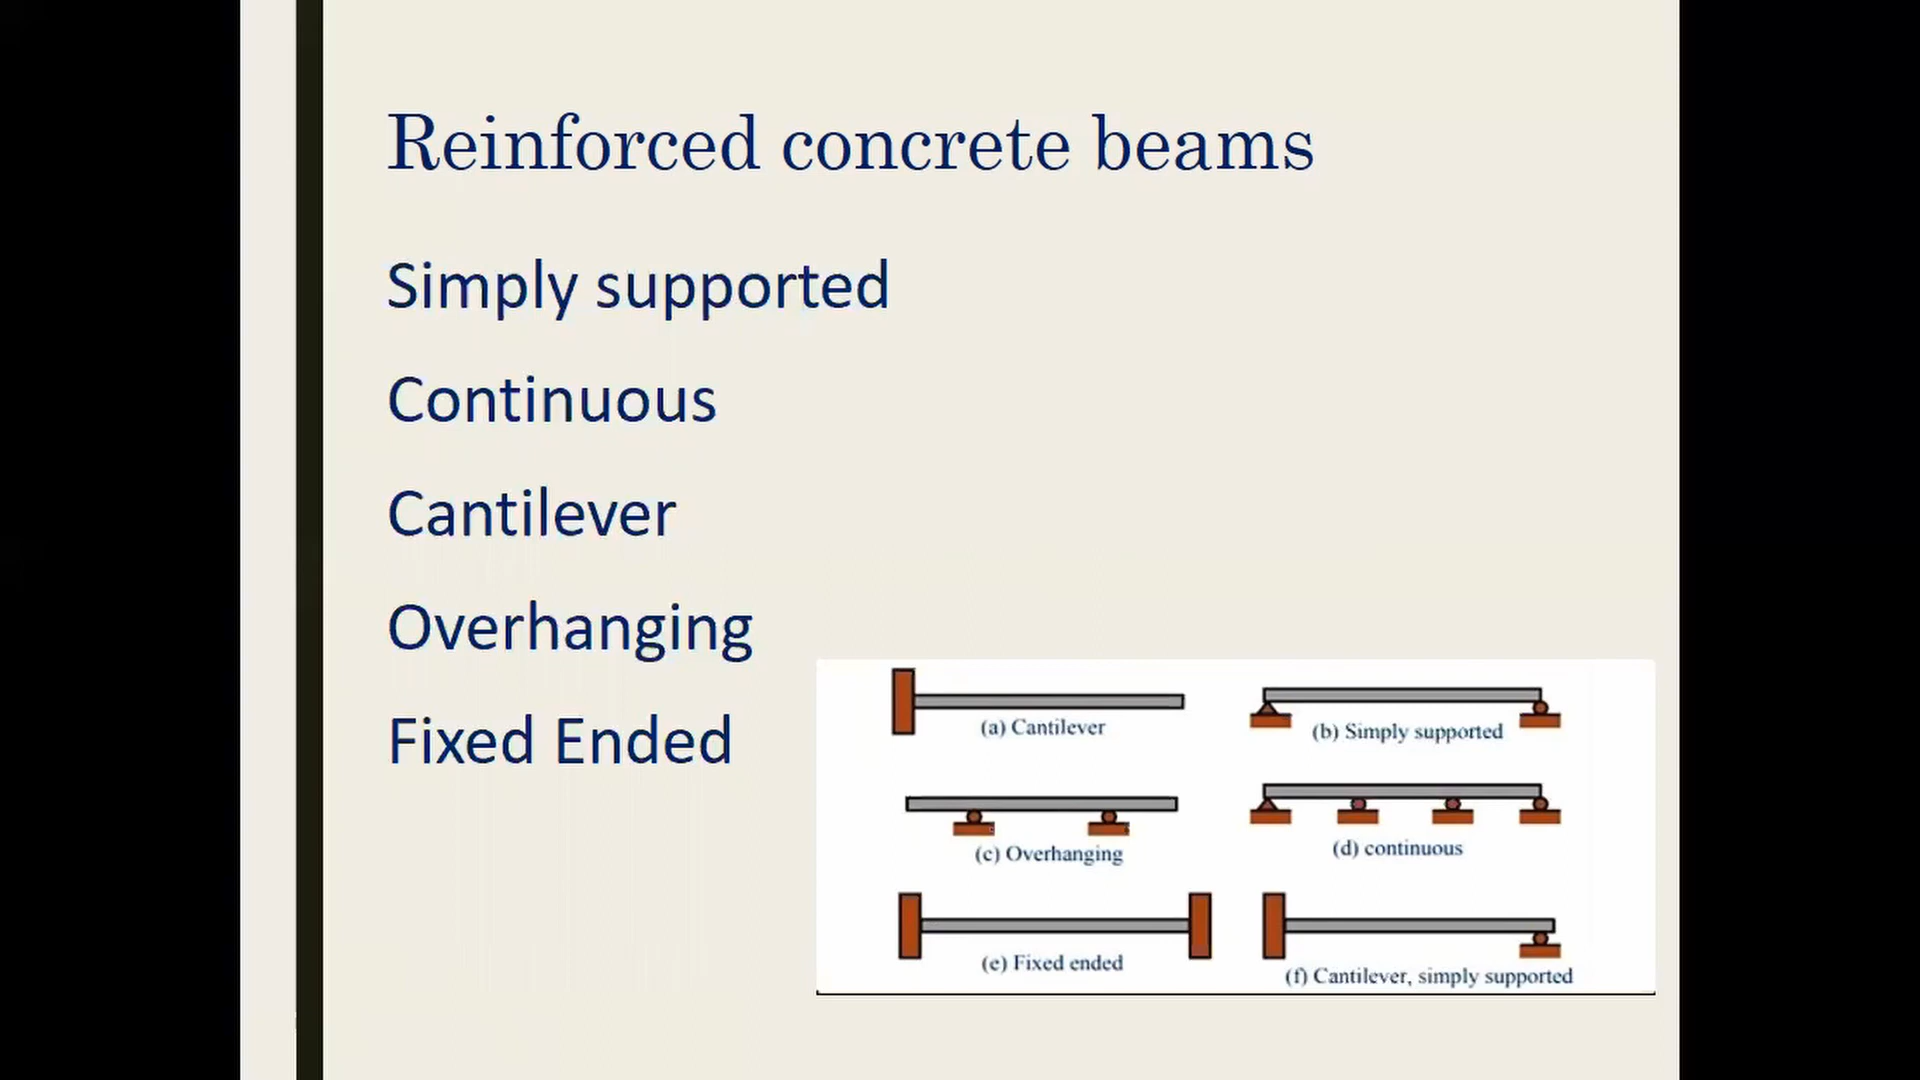 Reinforced concrete beams
Simply supported
Continuous
Cantilever
Overhanging
Fixed Ended
(a) Cantilever
(b) Simply supported
(c) Overhanging
(d) continuous
(e) Fixed ended
(f) Cantilever, simply supported